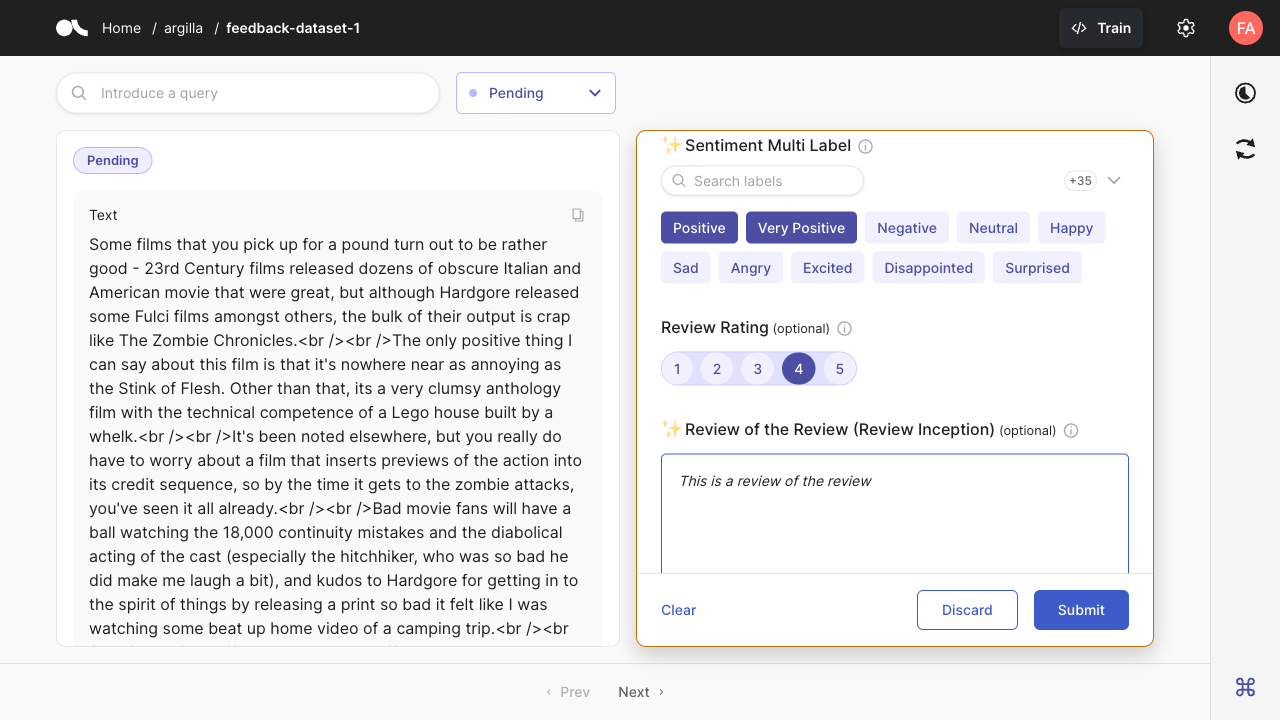 Home / argilla / feedback-dataset-1
Train
FA
Introduce a query
Pending
Pending
Text
Some films that you pick up for a pound turn out to be rather
good - 23rd Century films released dozens of obscure Italian and
American movie that were great, but although Hardgore released
some Fulci films amongst others, the bulk of their output is crap
like The Zombie Chronicles.<br /><br />The only positive thing I
can say about this film is that it's nowhere near as annoying as
the Stink of Flesh. Other than that, its a very clumsy anthology
film with the technical competence of a Lego house built by a
whelk.<br /><br />It's been noted elsewhere, but you really do
have to worry about a film that inserts previews of the action into
its credit sequence, so by the time it gets to the zombie attacks,
you've seen it all already.<br /><br />Bad movie fans will have a
ball watching the 18,000 continuity mistakes and the diabolical
acting of the cast (especially the hitchhiker, who was so bad he
did make me laugh a bit), and kudos to Hardgore for getting in to
the spirit of things by releasing a print so bad it felt like I was
watching some beat up home video of a camping trip.<br /><br
✨Sentiment Multi Label
Search labels
+35
Positive Very Positive Negative Neutral Happy
Sad Angry Excited Disappointed Surprised
Review Rating (optional)
1 2 3 4 5
✨Review of the Review (Review Inception) (optional)
This is a review of the review
Clear Discard Submit
‹ Prev Next ›